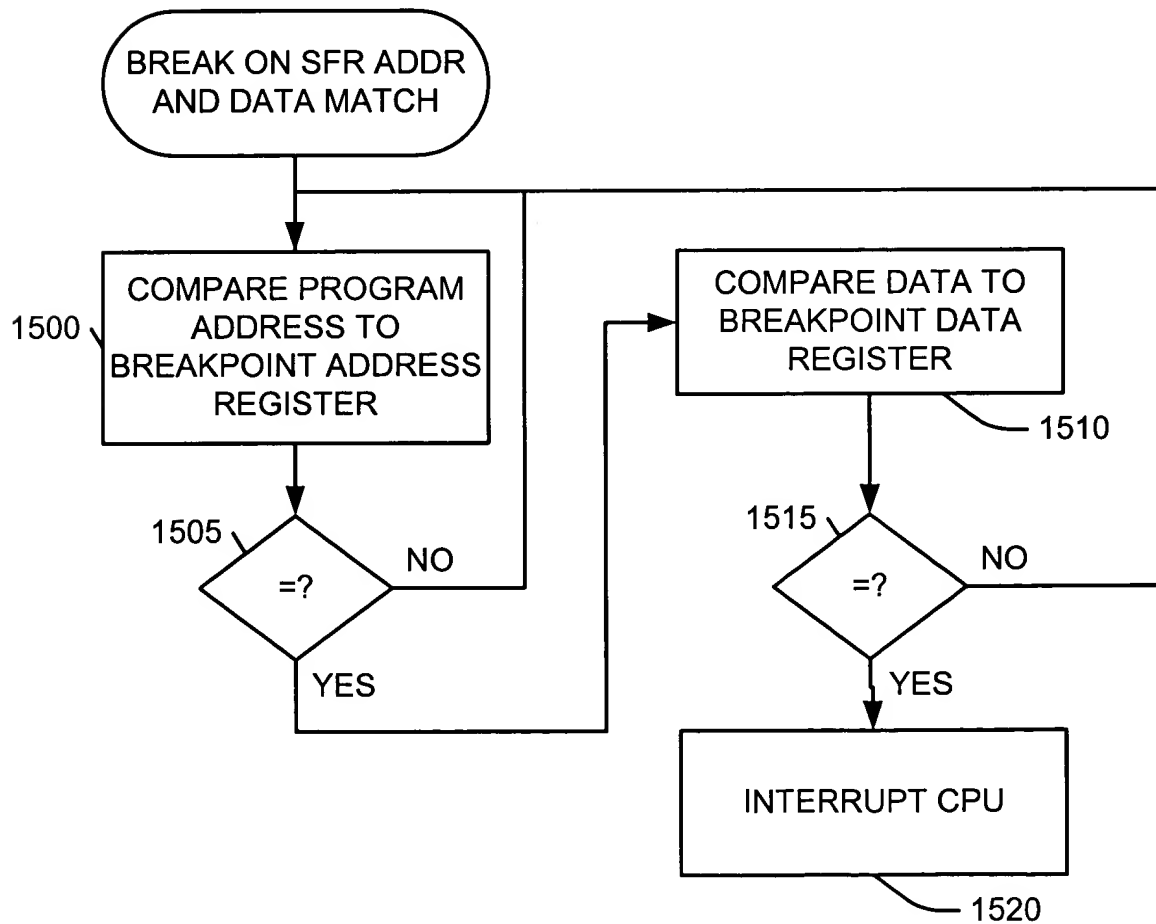 BREAK ON SFR ADDR
AND DATA MATCH
1500
COMPARE PROGRAM
ADDRESS TO
BREAKPOINT ADDRESS
REGISTER
1505
=?
NO
YES
COMPARE DATA TO
BREAKPOINT DATA
REGISTER
1510
1515
=?
NO
YES
INTERRUPT CPU
1520